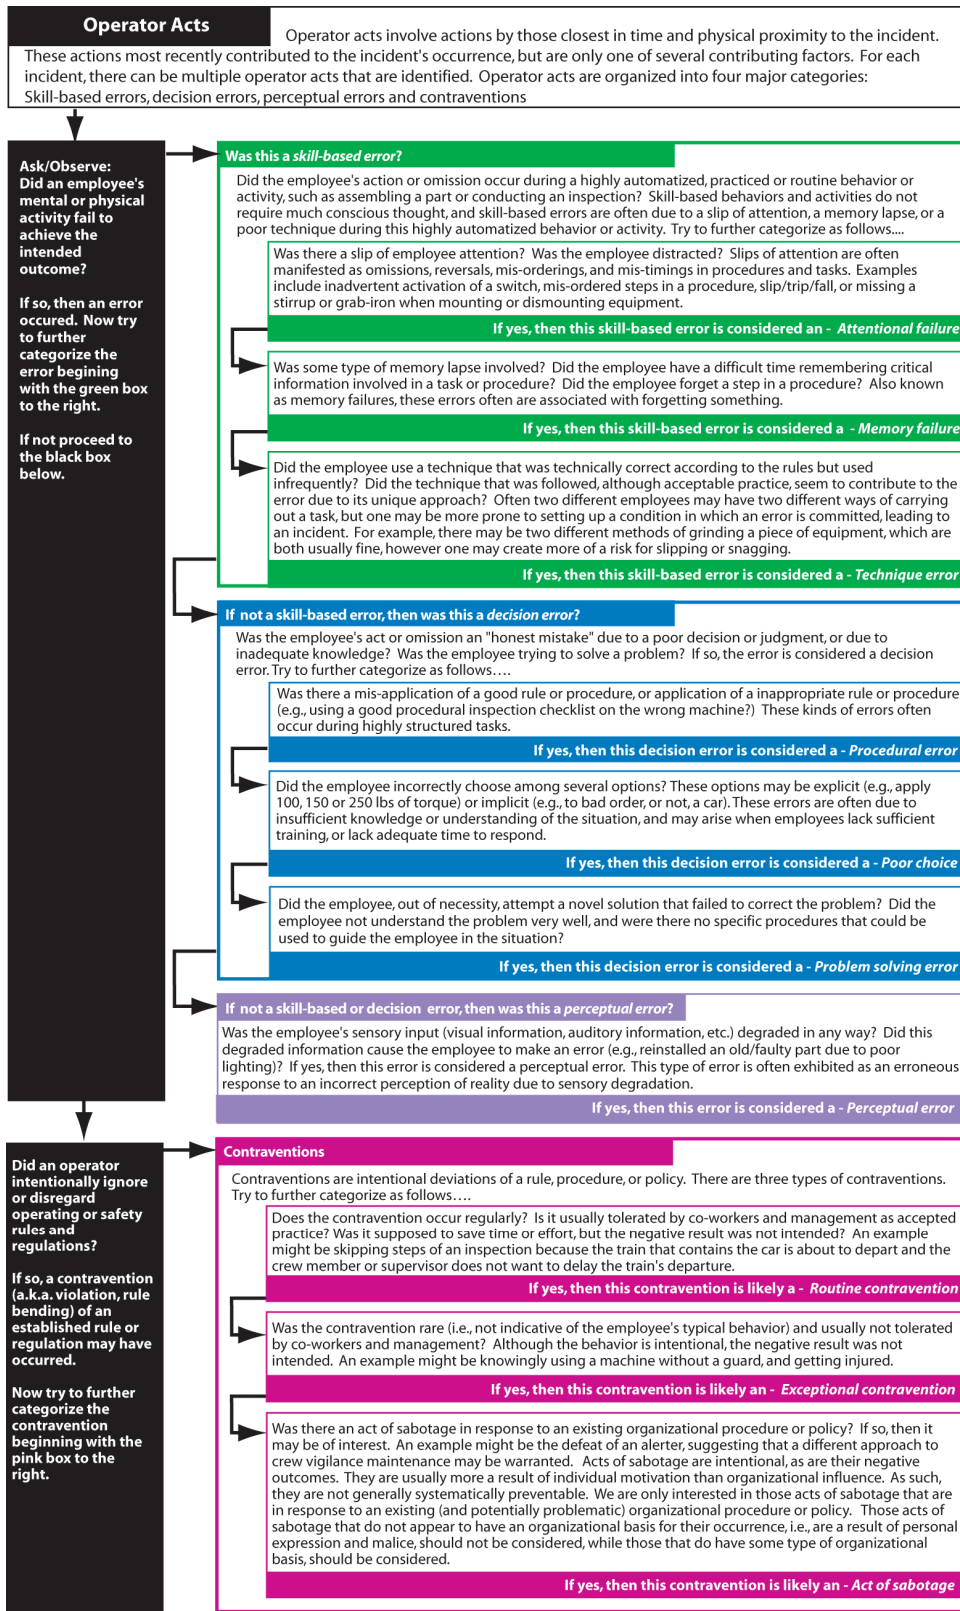 Operator Acts
Operator acts involve actions by those closest in time and physical proximity to the incident.
These actions most recently contributed to the incident's occurrence, but are only one of several contributing factors. For each
incident, there can be multiple operator acts that are identified. Operator acts are organized into four major categories:
Skill-based errors, decision errors, perceptual errors and contraventions
Ask/Observe:
Did an employee's
mental or physical
activity fail to
achieve the
intended
outcome?
If so, then an error
occured. Now try
to further
categorize the
error begining
with the green box
to the right.
If not proceed to
the black box
below.
Was this a skill-based error?
Did the employee's action or omission occur during a highly automatized, practiced or routine behavior or
activity, such as assembling a part or conducting an inspection? Skill-based behaviors and activities do not
require much conscious thought, and skill-based errors are often due to a slip of attention, a memory lapse, or a
poor technique during this highly automatized behavior or activity. Try to further categorize as follows....
Was there a slip of employee attention? Was the employee distracted? Slips of attention are often
manifested as omissions, reversals, mis-orderings, and mis-timings in procedures and tasks. Examples
include inadvertent activation of a switch, mis-ordered steps in a procedure, slip/trip/fall, or missing a
stirrup or grab-iron when mounting or dismounting equipment.
If yes, then this skill-based error is considered an - Attentional failure
Was some type of memory lapse involved? Did the employee have a difficult time remembering critical
information involved in a task or procedure? Did the employee forget a step in a procedure? Also known
as memory failures, these errors often are associated with forgetting something.
If yes, then this skill-based error is considered a - Memory failure
Did the employee use a technique that was technically correct according to the rules but used
infrequently? Did the technique that was followed, although acceptable practice, seem to contribute to the
error due to its unique approach? Often two different employees may have two different ways of carrying
out a task, but one may be more prone to setting up a condition in which an error is committed, leading to
an incident. For example, there may be two different methods of grinding a piece of equipment, which are
both usually fine, however one may create more of a risk for slipping or snagging.
If yes, then this skill-based error is considered a - Technique error
If not a skill-based error, then was this a decision error?
Was the employee's act or omission an "honest mistake" due to a poor decision or judgment, or due to
inadequate knowledge? Was the employee trying to solve a problem? If so, the error is considered a decision
error. Try to further categorize as follows....
Was there a mis-application of a good rule or procedure, or application of a inappropriate rule or procedure
(e.g., using a good procedural inspection checklist on the wrong machine?) These kinds of errors often
occur during highly structured tasks.
If yes, then this decision error is considered a - Procedural error
Did the employee incorrectly choose among several options? These options may be explicit (e.g., apply
100, 150 or 250 lbs of torque) or implicit (e.g., to bad order, or not, a car). These errors are often due to
insufficient knowledge or understanding of the situation, and may arise when employees lack sufficient
training, or lack adequate time to respond.
If yes, then this decision error is considered a - Poor choice
Did the employee, out of necessity, attempt a novel solution that failed to correct the problem? Did the
employee not understand the problem very well, and were there no specific procedures that could be
used to guide the employee in the situation?
If yes, then this decision error is considered a - Problem solving error
If not a skill-based or decision error, then was this a perceptual error?
Was the employee's sensory input (visual information, auditory information, etc.) degraded in any way? Did this
degraded information cause the employee to make an error (e.g., reinstalled an old/faulty part due to poor
lighting)? If yes, then this error is considered a perceptual error. This type of error is often exhibited as an erroneous
response to an incorrect perception of reality due to sensory degradation.
If yes, then this error is considered a - Perceptual error
Did an operator
intentionally ignore
or disregard
operating or safety
rules and
regulations?
If so, a contravention
(a.k.a. violation, rule
bending) of an
established rule or
regulation may have
occurred.
Now try to further
categorize the
contravention
beginning with the
pink box to the
right.
Contraventions
Contraventions are intentional deviations of a rule, procedure, or policy. There are three types of contraventions.
Try to further categorize as follows....
Does the contravention occur regularly? Is it usually tolerated by co-workers and management as accepted
practice? Was it supposed to save time or effort, but the negative result was not intended? An example
might be skipping steps of an inspection because the train that contains the car is about to depart and the
crew member or supervisor does not want to delay the train's departure.
If yes, then this contravention is likely a - Routine contravention
Was the contravention rare (i.e., not indicative of the employee's typical behavior) and usually not tolerated
by co-workers and management? Although the behavior is intentional, the negative result was not
intended. An example might be knowingly using a machine without a guard, and getting injured.
If yes, then this contravention is likely an - Exceptional contravention
Was there an act of sabotage in response to an existing organizational procedure or policy? If so, then it
may be of interest. An example might be the defeat of an alerter, suggesting that a different approach to
crew vigilance maintenance may be warranted. Acts of sabotage are intentional, as are their negative
outcomes. They are usually more a result of individual motivation than organizational influence. As such,
they are not generally systematically preventable. We are only interested in those acts of sabotage that are
in response to an existing (and potentially problematic) organizational procedure or policy. Those acts of
sabotage that do not appear to have an organizational basis for their occurrence, i.e., are a result of personal
expression and malice, should not be considered, while those that do have some type of organizational
basis, should be considered.
If yes, then this contravention is likely an - Act of sabotage